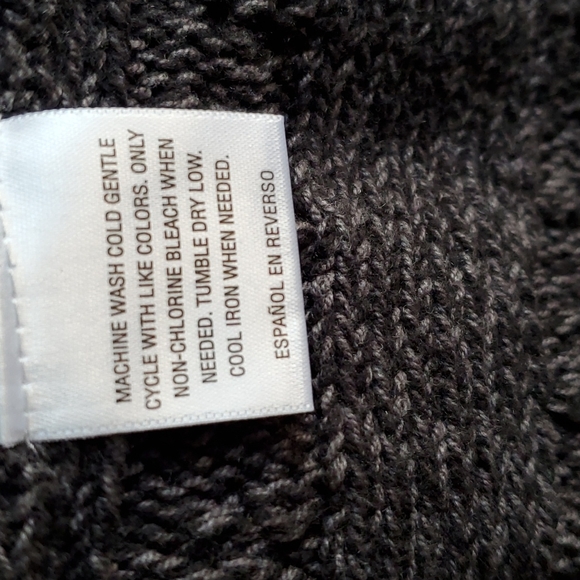 MACHINE WASH COLD GENTLE
CYCLE WITH LIKE COLORS. ONLY
NON-CHLORINE BLEACH WHEN
NEEDED. TUMBLE DRY LOW.
COOL IRON WHEN NEEDED.
ESPAÑOL EN REVERSO